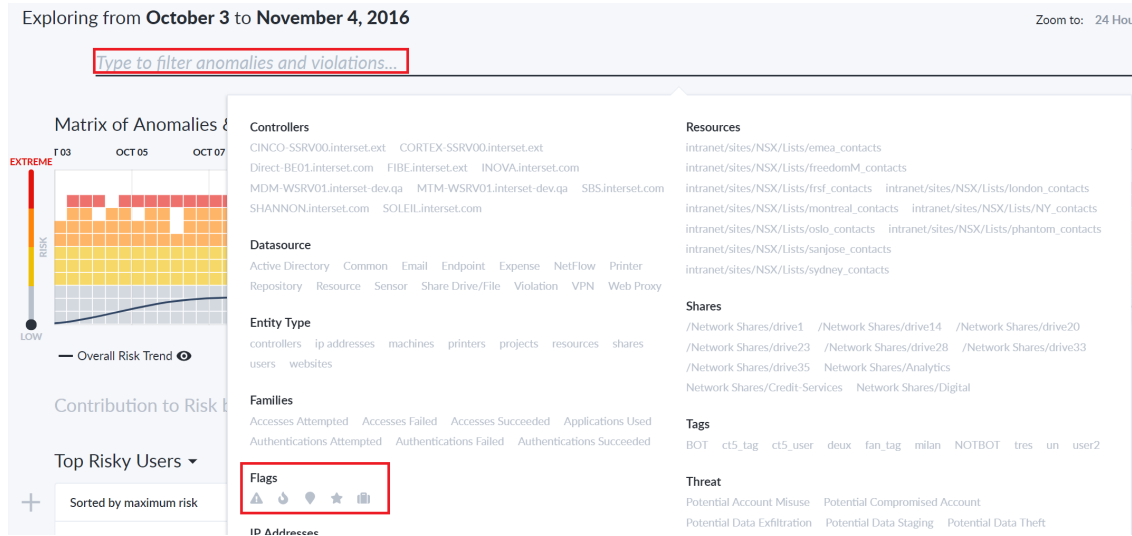 Exploring from October 3 to November 4, 2016
Zoom to: 24 Hou
Type to filter anomalies and violations...
Matrix of Anomalies &
T 03 OCT 05 OCT 07
EXTREME
RISK
LOW
Overall Risk Trend
Contribution to Risk b
Top Risky Users
Sorted by maximum risk
Controllers
CINCO-SSRV00.interset.ext CORTEX-SSRV00.interset.ext
Direct-BE01.interset.com FIBE.interset.ext INOVA.interset.com
MDM-WSRV01.interset-dev.qa MTM-WSRV01.interset-dev.qa SBS.interset.com
SHANNON.interset.com SOLEIL.interset.com
Datasource
Active Directory Common Email Endpoint Expense NetFlow Printer
Repository Resource Sensor Share Drive/File Violation VPN Web Proxy
Entity Type
controllers ip addresses machines printers projects resources shares
users websites
Families
Accesses Attempted Accesses Failed Accesses Succeeded Applications Used
Authentications Attempted Authentications Failed Authentications Succeeded
Flags
IP Addresses
Resources
intranet/sites/NSX/Lists/emea_contacts
intranet/sites/NSX/Lists/freedomM_contacts
intranet/sites/NSX/Lists/frsf_contacts intranet/sites/NSX/Lists/london_contacts
intranet/sites/NSX/Lists/montreal_contacts intranet/sites/NSX/Lists/NY_contacts
intranet/sites/NSX/Lists/oslo_contacts intranet/sites/NSX/Lists/phantom_contacts
intranet/sites/NSX/Lists/sanjose_contacts
intranet/sites/NSX/Lists/sydney_contacts
Shares
/Network Shares/drive1 /Network Shares/drive14 /Network Shares/drive20
/Network Shares/drive23 /Network Shares/drive28 /Network Shares/drive33
/Network Shares/drive35 Network Shares/Analytics
Network Shares/Credit-Services Network Shares/Digital
Tags
BOT ct5_tag ct5_user deux fan_tag milan NOTBOT tres un user2
Threat
Potential Account Misuse Potential Compromised Account
Potential Data Exfiltration Potential Data Staging Potential Data Theft